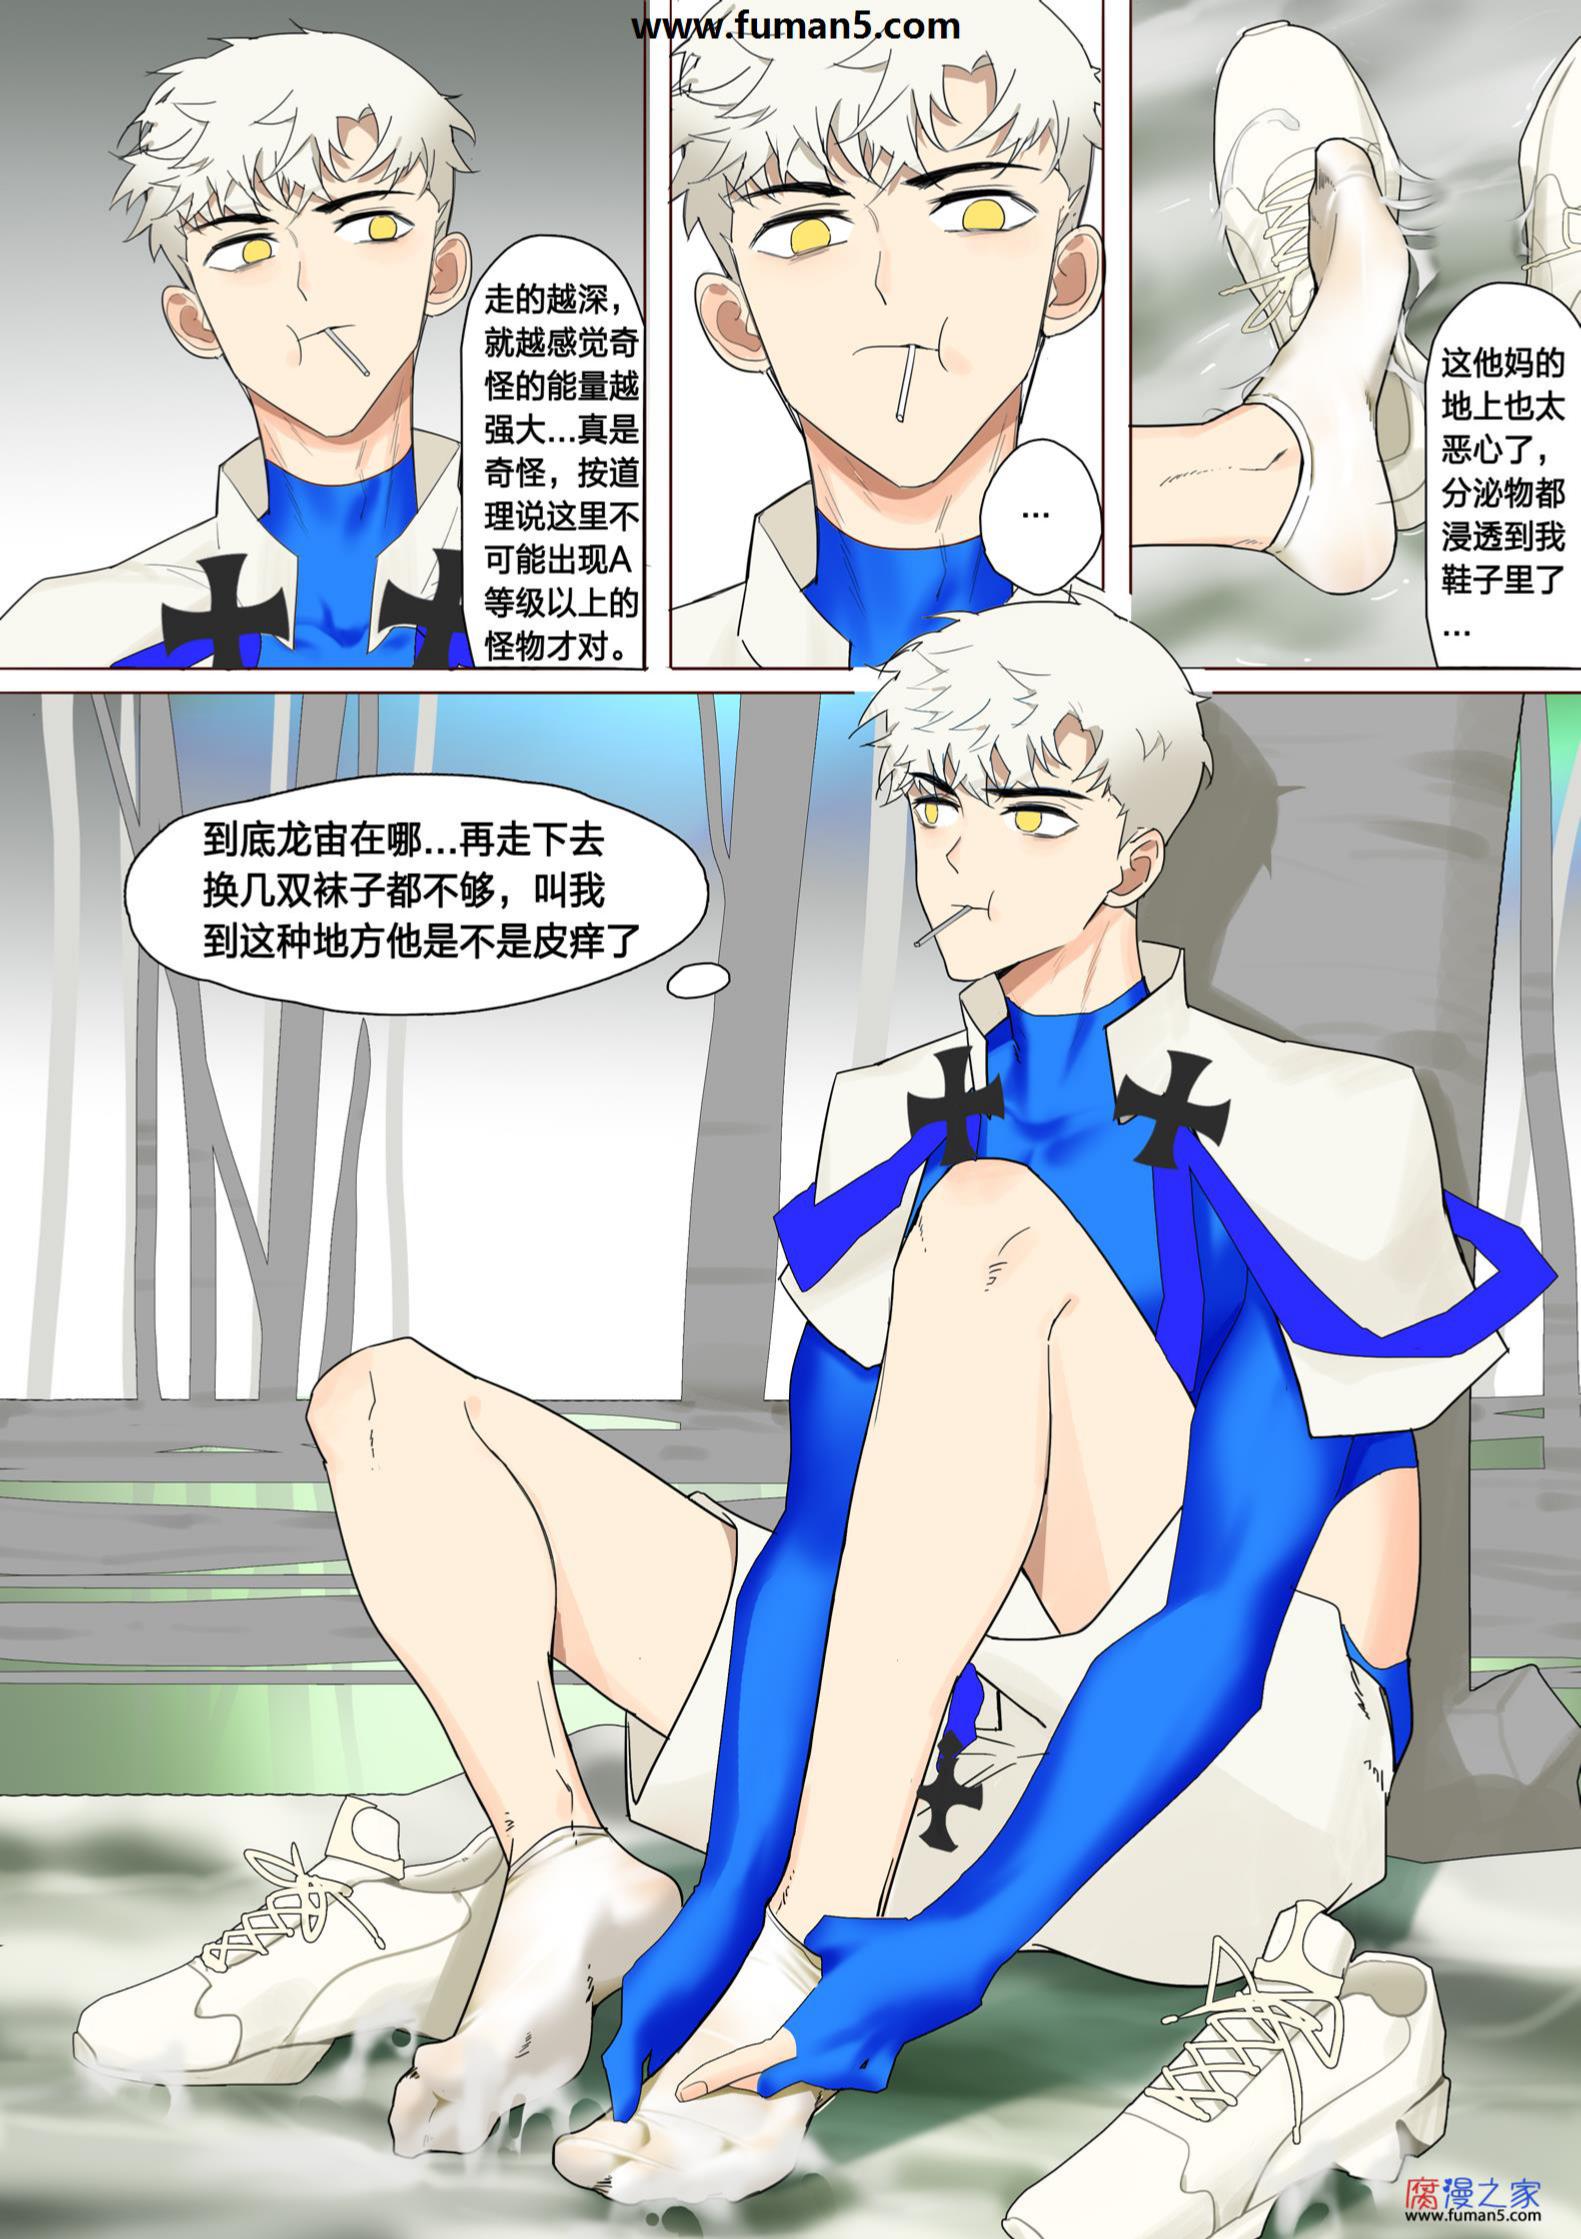 www.fuman5.com
走的越深，
就越感觉奇
怪的能量越
强大…真是
奇怪，按道
理说这里不
可能出现A
等级以上的
怪物才对。
…
这他妈的
地上也太
恶心了，
分泌物都
浸透到我
鞋子里了
…
到底龙宙在哪…再走下去
换几双袜子都不够，叫我
到这种地方他是不是皮痒了
腐漫之家
www.fuman5.com